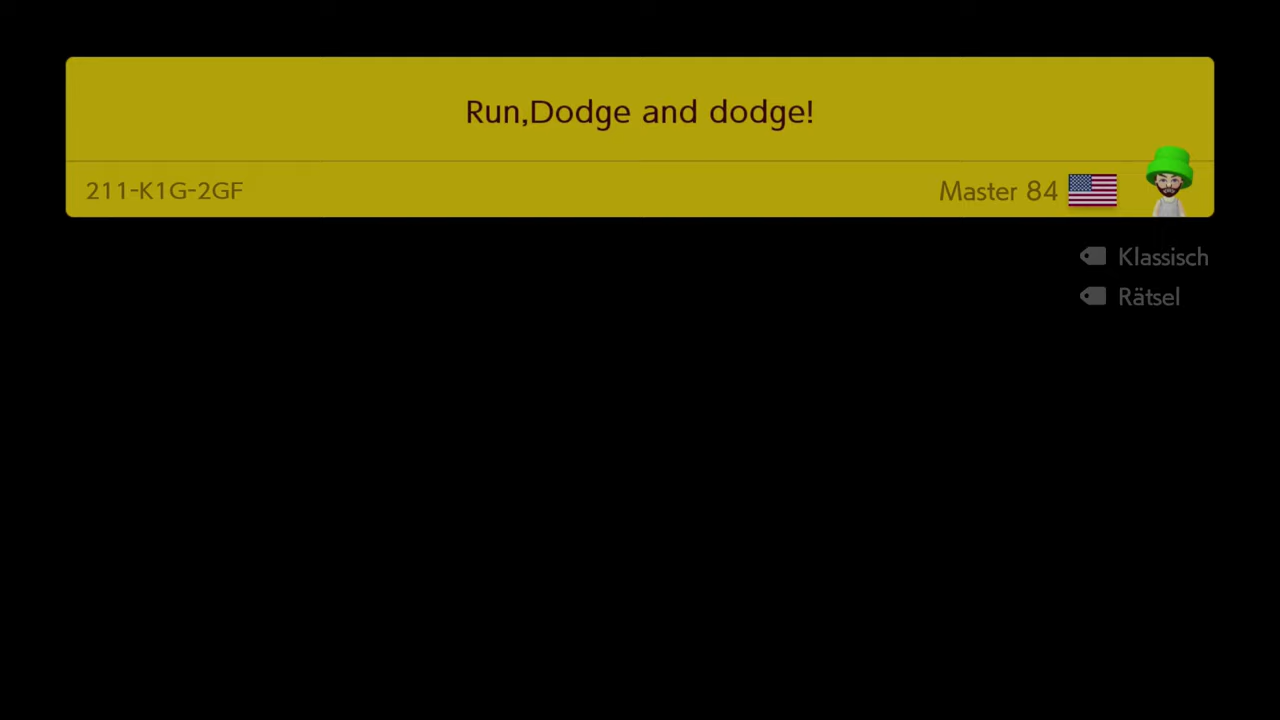 Run,Dodge and dodge!
211-K1G-2GF
Master 84
Klassisch
Rätsel